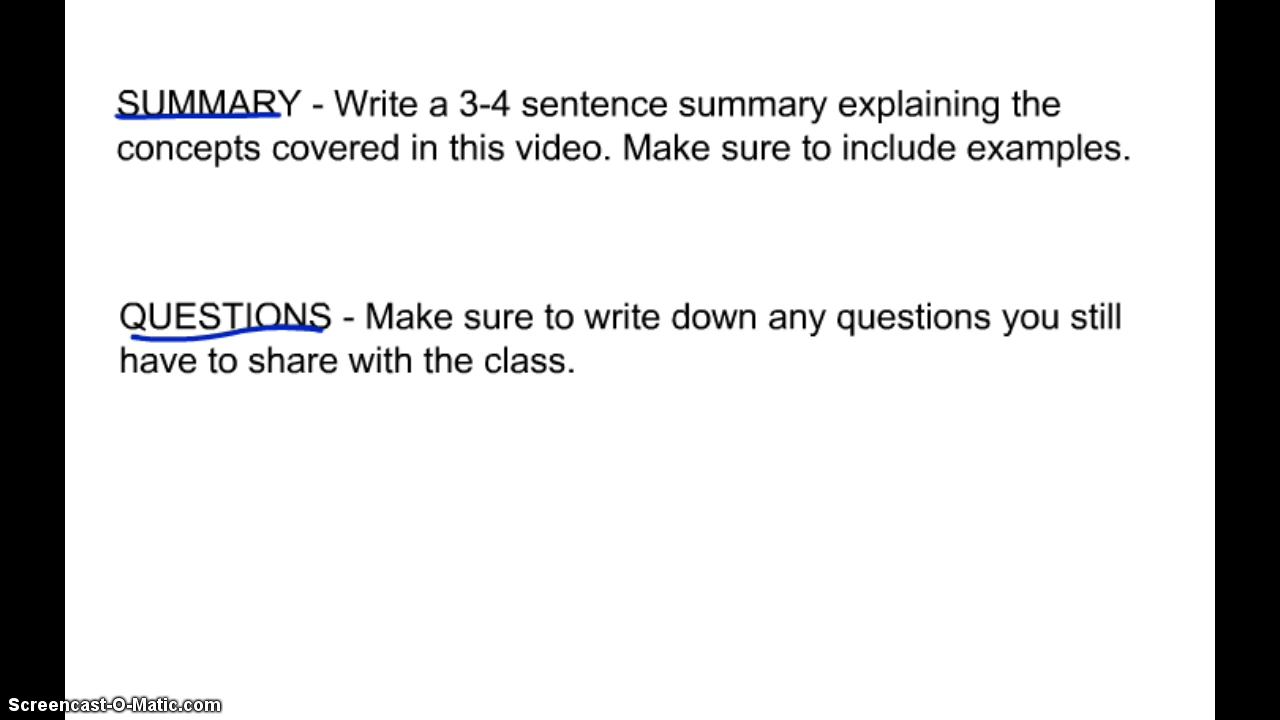 SUMMARY - Write a 3-4 sentence summary explaining the
concepts covered in this video. Make sure to include examples.
QUESTIONS - Make sure to write down any questions you still
have to share with the class.
Screencast-O-Matic.com